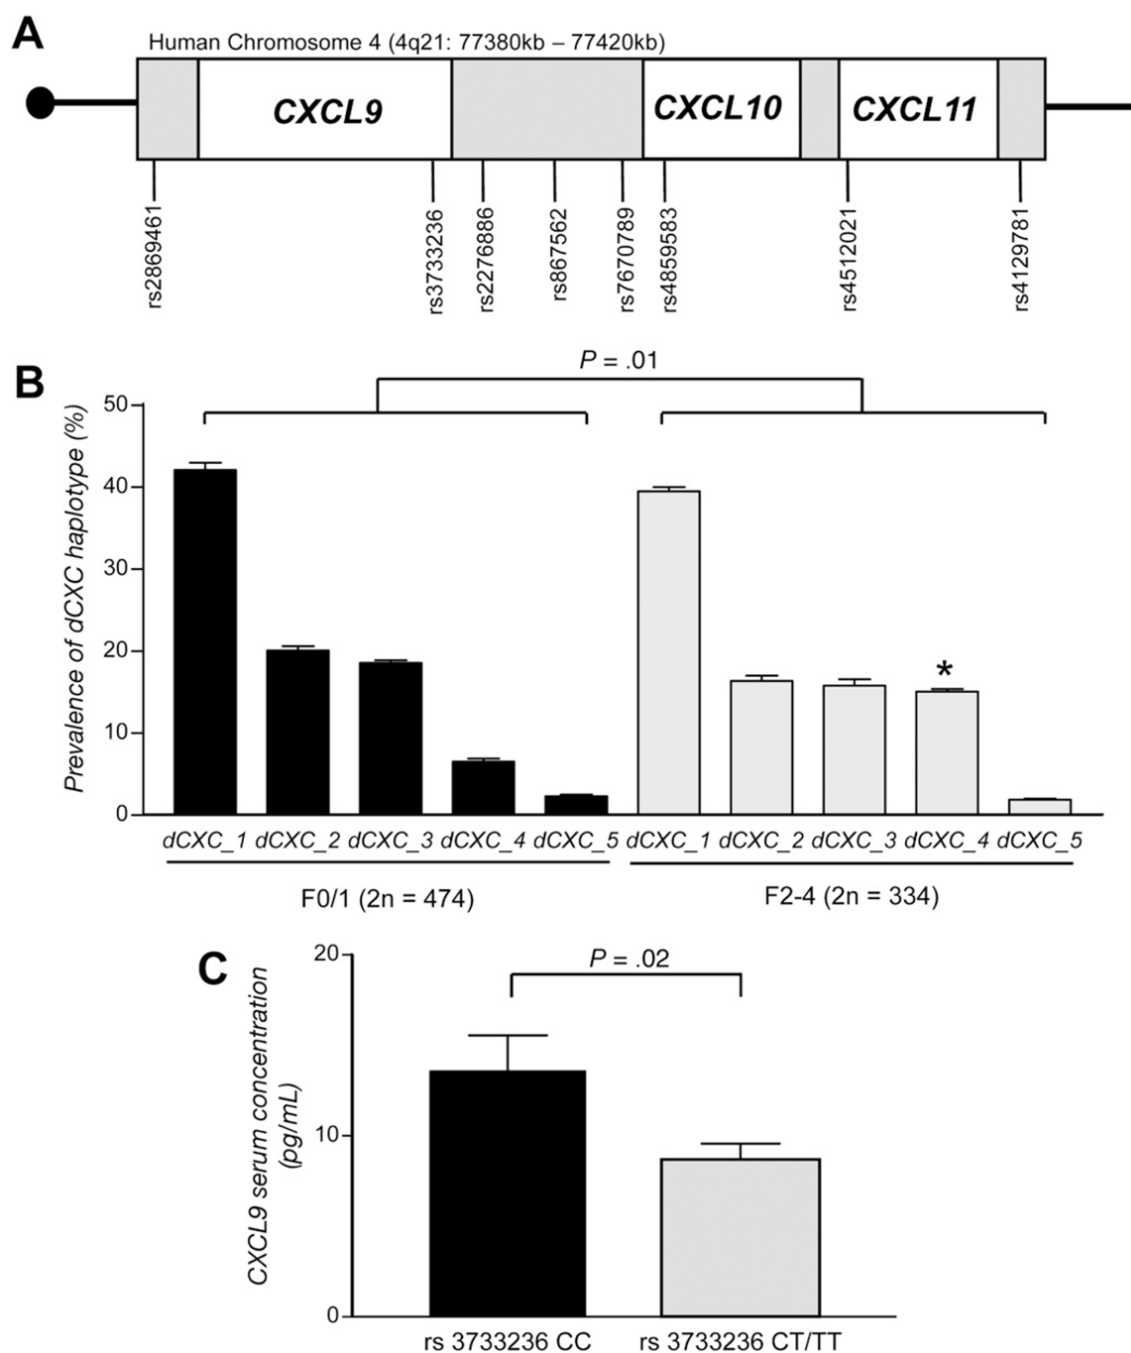 A
Human Chromosome 4 (4q21: 77380kb – 77420kb)
CXCL9
CXCL10
CXCL11
rs2869461
rs3733236
rs2276886
rs867562
rs7670789
rs4859583
rs4512021
rs4129781
B
P = .01
Prevalence of dCXC haplotype (%)
50
40
30
20
10
0
*
dCXC_1 dCXC_2 dCXC_3 dCXC_4 dCXC_5 dCXC_1 dCXC_2 dCXC_3 dCXC_4 dCXC_5
F0/1 (2n = 474)
F2-4 (2n = 334)
C
P = .02
CXCL9 serum concentration
(pg/mL)
20
10
0
rs 3733236 CC
rs 3733236 CT/TT